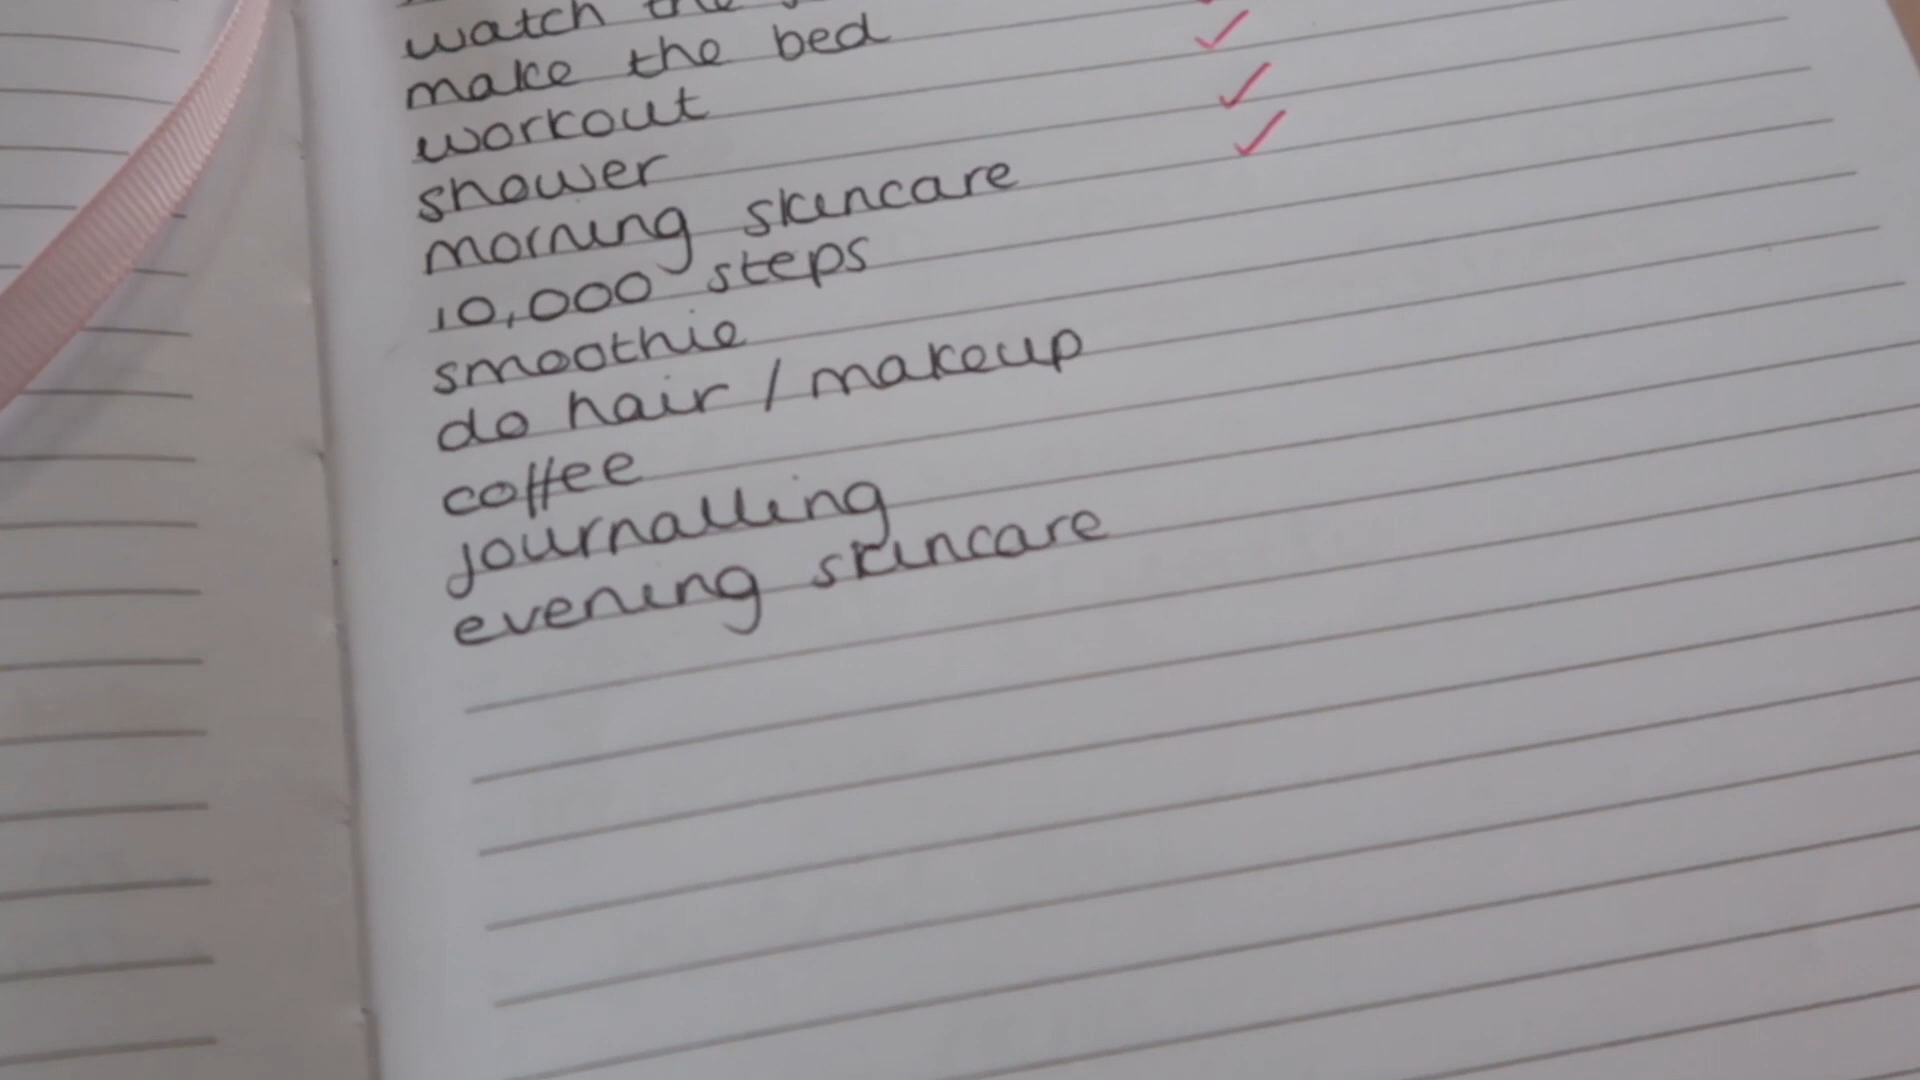 watch the
make the bed
workout
shower
morning skincare
10,000 steps
smoothie
do hair / makeup
coffee
journalling
evening skincare